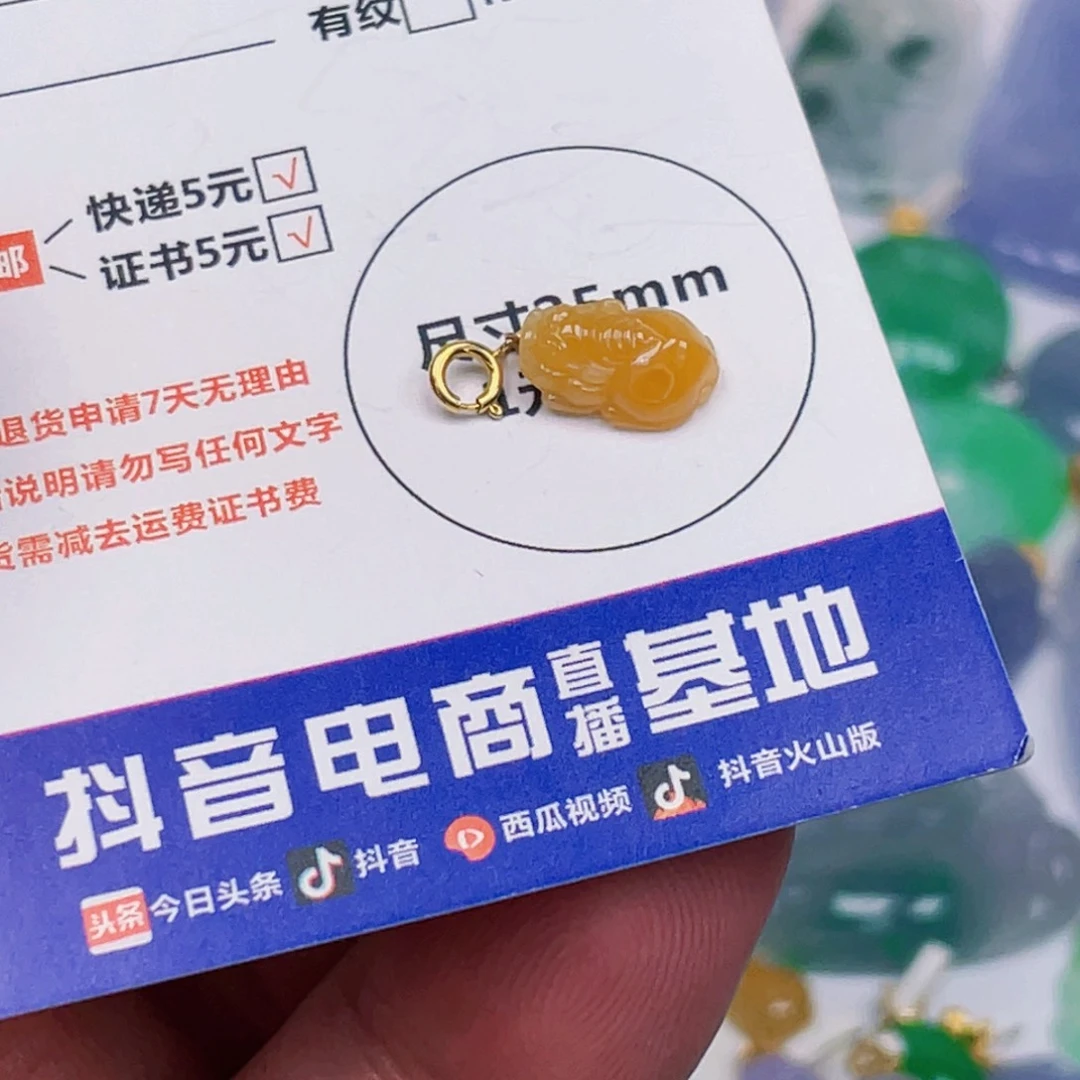 有纹
快递5元 √
邮
证书5元 √
尺寸25mm
退货申请7天无理由
说明请勿写任何文字
货需减去运费证书费
抖音电商直播基地
头条 今日头条 抖音 西瓜视频 抖音火山版